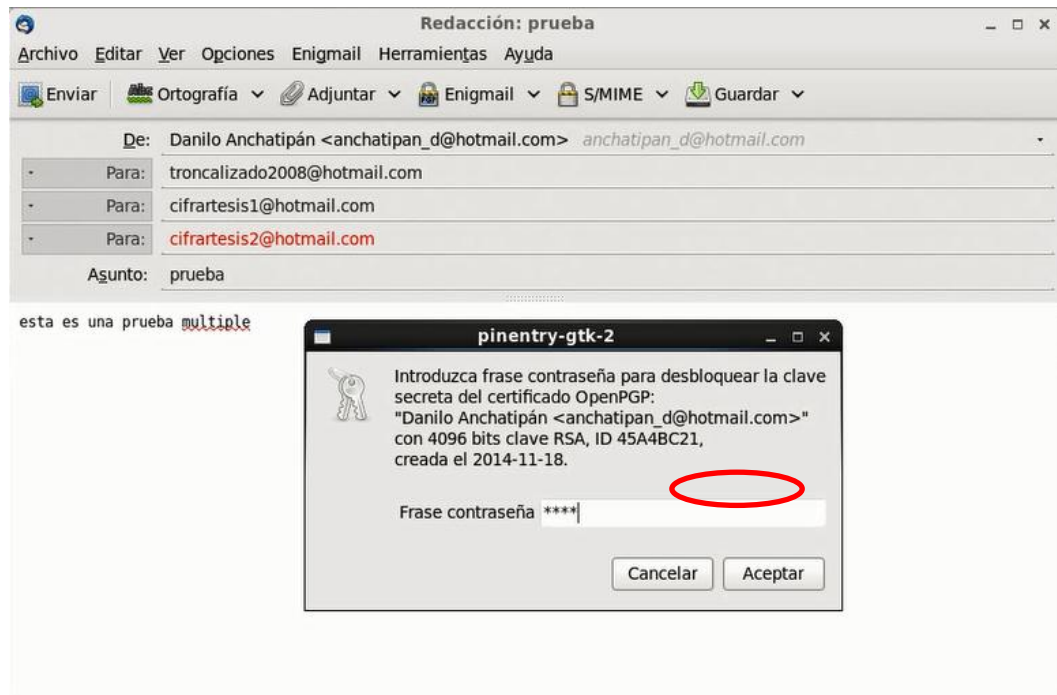 Redacción: prueba
Archivo Editar Ver Opciones Enigmail Herramientas Ayuda
Enviar Ortografía Adjuntar Enigmail S/MIME Guardar
De: Danilo Anchatipán <anchatipan_d@hotmail.com> anchatipan_d@hotmail.com
Para: troncalizado2008@hotmail.com
Para: cifrartesis1@hotmail.com
Para: cifrartesis2@hotmail.com
Asunto: prueba
esta es una prueba multiple
pinentry-gtk-2
Introduzca frase contraseña para desbloquear la clave
secreta del certificado OpenPGP:
"Danilo Anchatipán <anchatipan_d@hotmail.com>"
con 4096 bits clave RSA, ID 45A4BC21,
creada el 2014-11-18.
Frase contraseña ****
Cancelar Aceptar